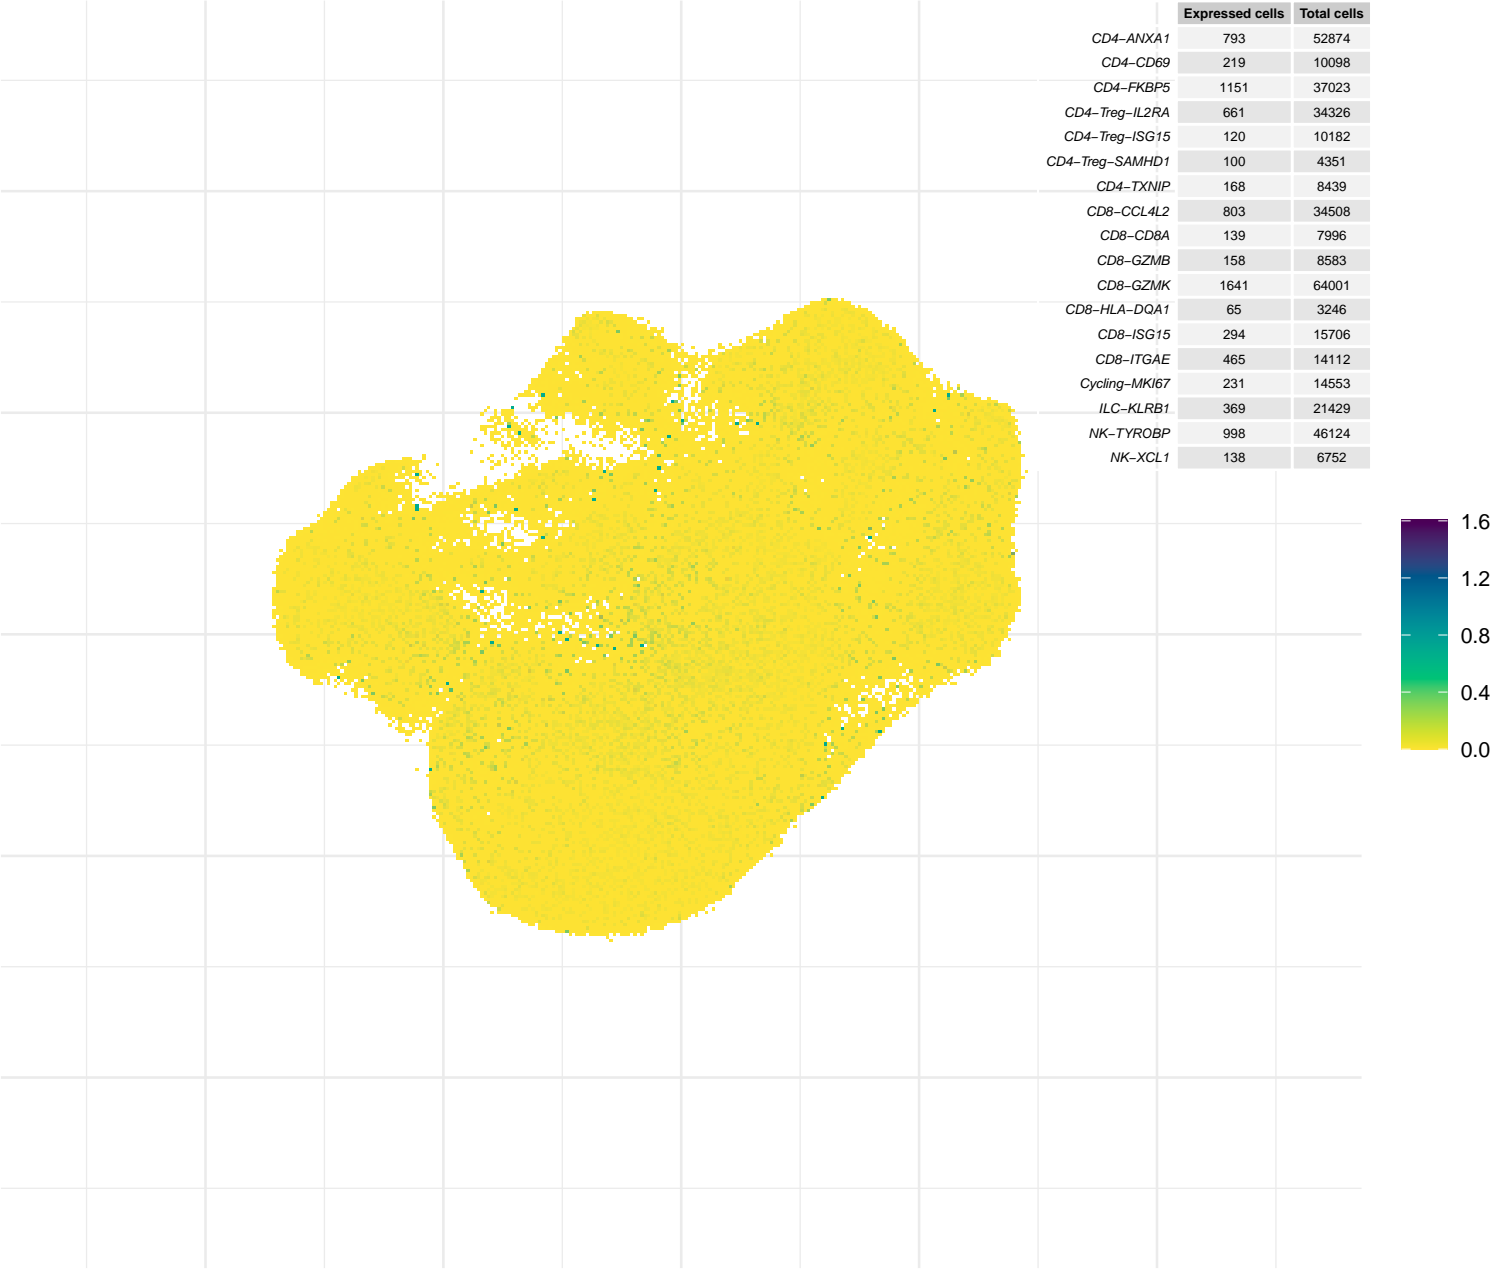 Expressed cells Total cells
CD4−ANXA1 793 52874
CD4−CD69 219 10098
CD4−FKBP5 1151 37023
CD4−Treg−IL2RA 661 34326
CD4−Treg−ISG15 120 10182
CD4−Treg−SAMHD1 100 4351
CD4−TXNIP 168 8439
CD8−CCL4L2 803 34508
CD8−CD8A 139 7996
CD8−GZMB 158 8583
CD8−GZMK 1641 64001
CD8−HLA−DQA1 65 3246
CD8−ISG15 294 15706
CD8−ITGAE 465 14112
Cycling−MKI67 231 14553
ILC−KLRB1 369 21429
NK−TYROBP 998 46124
NK−XCL1 138 6752
1.6
1.2
0.8
0.4
0.0